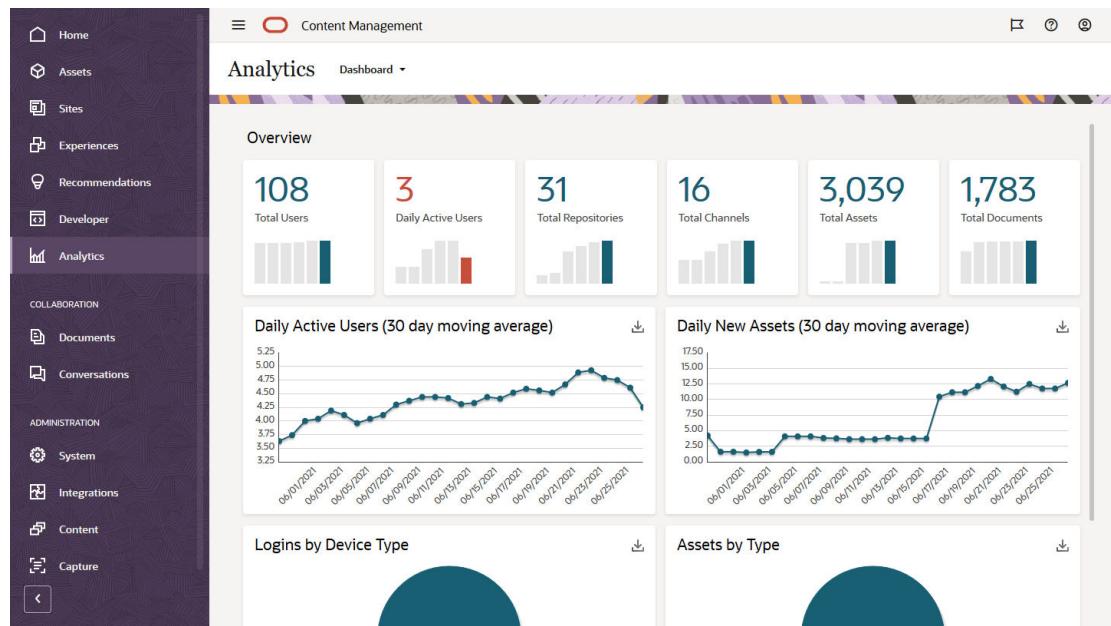 Home
Assets
Sites
Experiences
Recommendations
Developer
Analytics
COLLABORATION
Documents
Conversations
ADMINISTRATION
System
Integrations
Content
Capture
Content Management
Analytics Dashboard
Overview
108
Total Users
3
Daily Active Users
31
Total Repositories
16
Total Channels
3,039
Total Assets
1,783
Total Documents
Daily Active Users (30 day moving average)
5.25
5.00
4.75
4.50
4.25
4.00
3.75
3.50
3.25
06/01/2021
06/03/2021
06/05/2021
06/07/2021
06/09/2021
06/11/2021
06/13/2021
06/15/2021
06/17/2021
06/19/2021
06/21/2021
06/23/2021
06/25/2021
Daily New Assets (30 day moving average)
17.50
15.00
12.50
10.00
7.50
5.00
2.50
0.00
06/01/2021
06/03/2021
06/05/2021
06/07/2021
06/09/2021
06/11/2021
06/13/2021
06/15/2021
06/17/2021
06/19/2021
06/21/2021
06/23/2021
06/25/2021
Logins by Device Type
Assets by Type